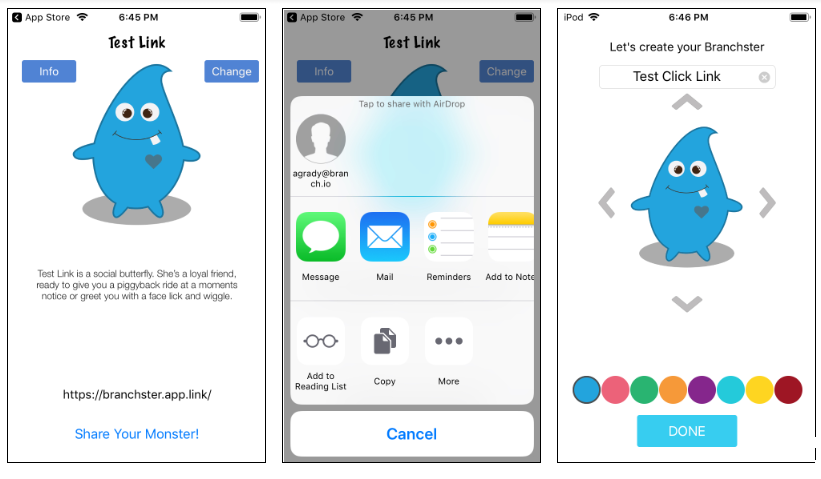 App Store 6:45 PM
Test Link
Info
Change
Test Link is a social butterfly. She's a loyal friend,
ready to give you a piggyback ride at a moments
notice or greet you with a face lick and wiggle.
https://branchster.app.link/
Share Your Monster!
App Store 6:45 PM
Test Link
Info
Change
Tap to share with AirDrop
agrady@bran
ch.io
Message
Mail
Reminders
Add to Note
Add to
Reading List
Copy
More
Cancel
iPod 6:46 PM
Let's create your Branchster
Test Click Link
DONE